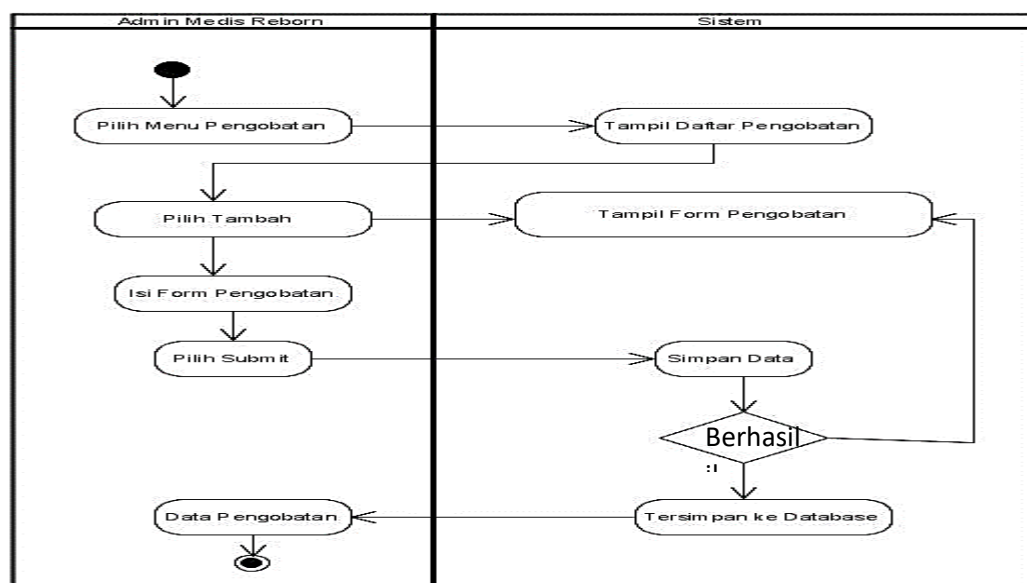 Admin Medis Reborn
Sistem
Pilih Menu Pengobatan
Tampil Daftar Pengobatan
Pilih Tambah
Tampil Form Pengobatan
Isi Form Pengobatan
Pilih Submit
Simpan Data
Berhasil
Data Pengobatan
Tersimpan ke Database